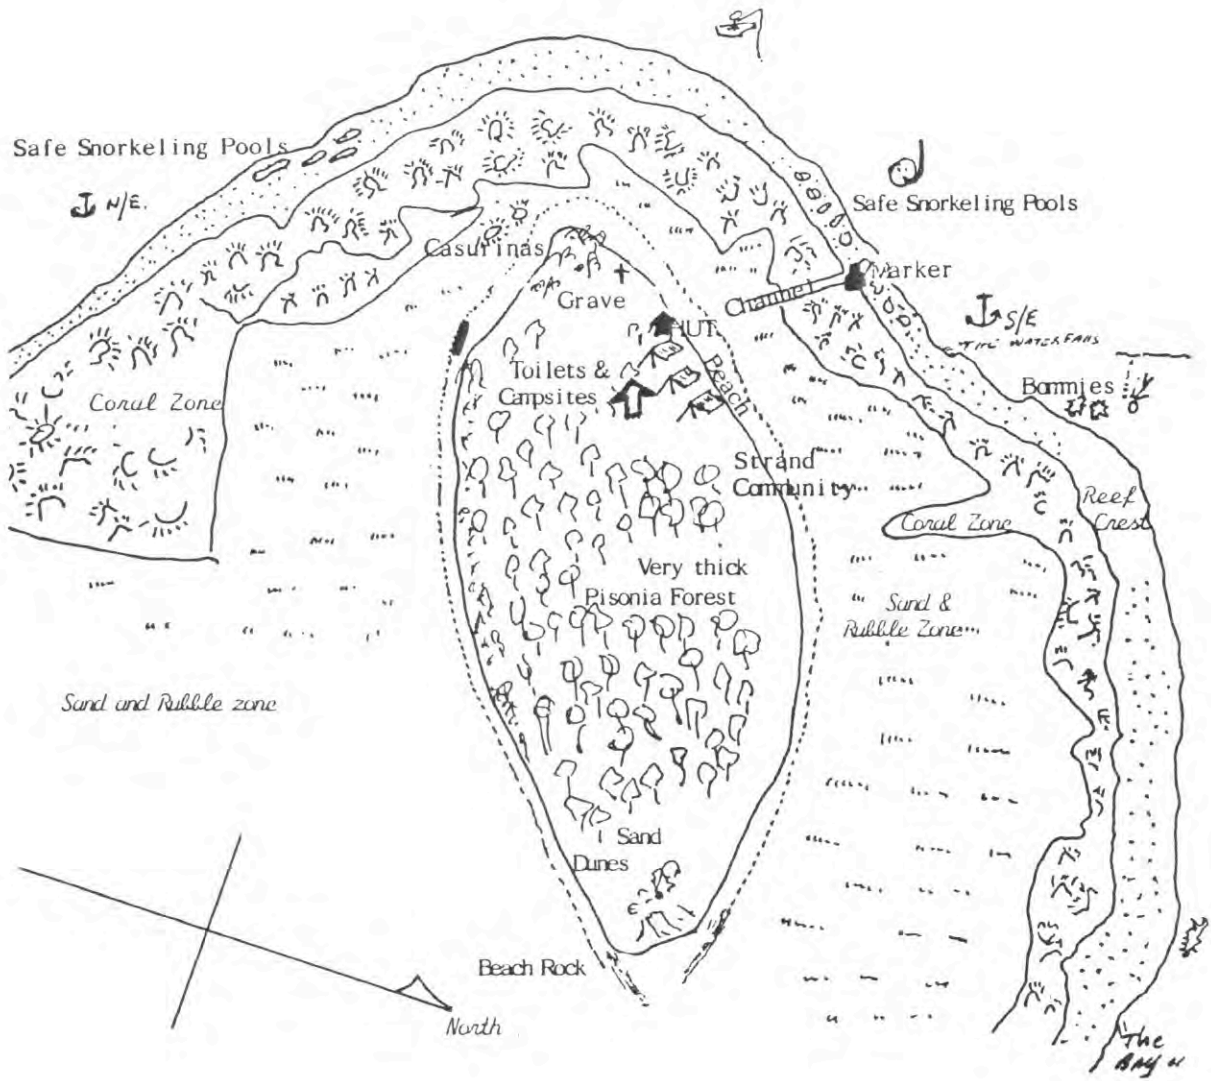 Safe Snorkeling Pools
N/E.
Safe Snorkeling Pools
Casurinas
Marker
Grave
Channel
S/E
THE WATERFALLS
HUT
Toilets &
Campsites
Beach
Bommies
Coral Zone
Strand
Community
Reef
Crest
Coral Zone
Very thick
Pisonia Forest
Sand &
Rubble Zone
Sand and Rubble zone
Sand
Dunes
Beach Rock
North
The